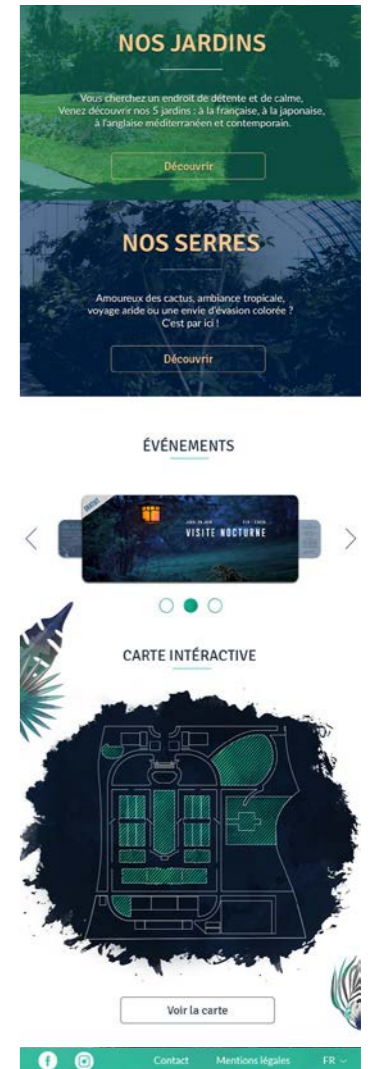 NOS JARDINS
Vous cherchez un endroit de détente et de calme,
Venez découvrir nos 5 jardins : à la française, à la japonaise,
à l'anglaise méditerranéen et contemporain.
Découvrir
NOS SERRES
Amoureux des cactus, ambiance tropicale,
voyage aride ou une envie d'évasion colorée ?
C'est par ici !
Découvrir
ÉVÉNEMENTS
GRATUIT
VISITE NOCTURNE
CARTE INTÉRACTIVE
Voir la carte
Contact Mentions légales FR